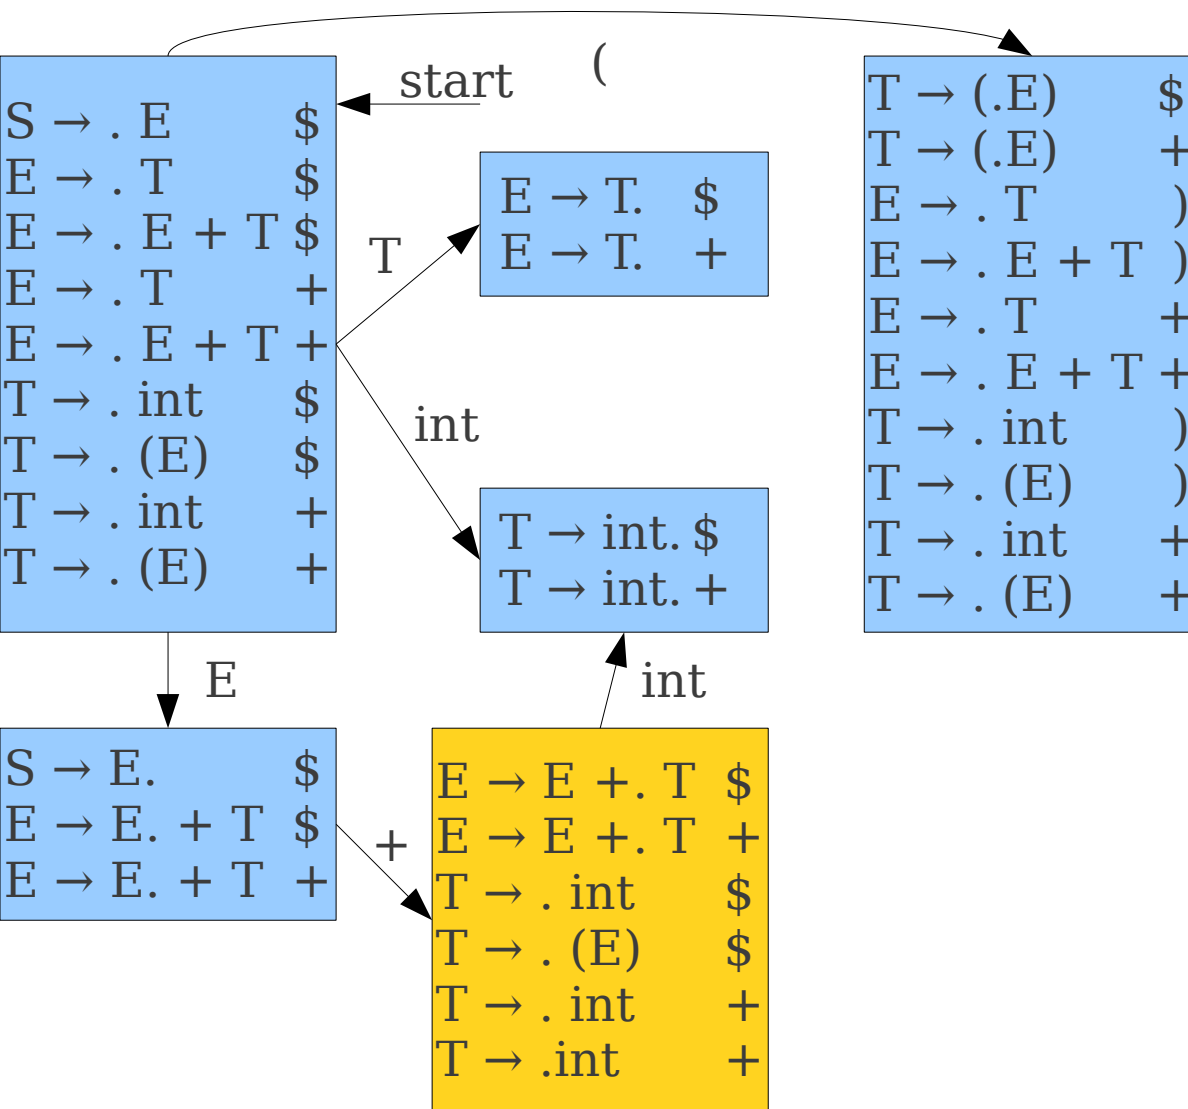 (
start
S → . E $
E → . T $
E → . E + T $
E → . T +
E → . E + T +
T → . int $
T → . (E) $
T → . int +
T → . (E) +
T
E → T. $
E → T. +
int
T → int. $
T → int. +
T → (.E) $
T → (.E) +
E → . T )
E → . E + T )
E → . T +
E → . E + T +
T → . int )
T → . (E) )
T → . int +
T → . (E) +
E
int
S → E. $
E → E. + T $
E → E. + T +
+
E → E +. T $
E → E +. T +
T → . int $
T → . (E) $
T → . int +
T → .int +